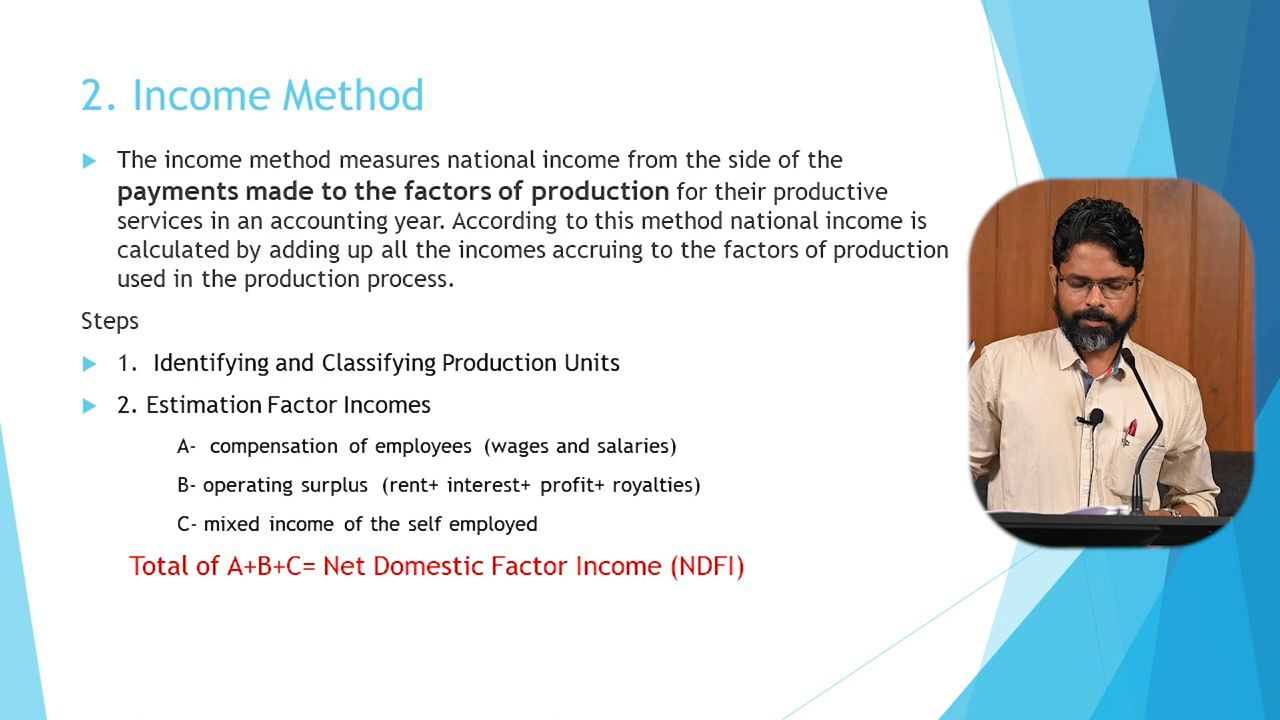 2. Income Method
The income method measures national income from the side of the
payments made to the factors of production for their productive
services in an accounting year. According to this method national income is
calculated by adding up all the incomes accruing to the factors of production
used in the production process.
Steps
1. Identifying and Classifying Production Units
2. Estimation Factor Incomes
A- compensation of employees (wages and salaries)
B- operating surplus (rent+ interest+ profit+ royalties)
C- mixed income of the self employed
Total of A+B+C= Net Domestic Factor Income (NDFI)